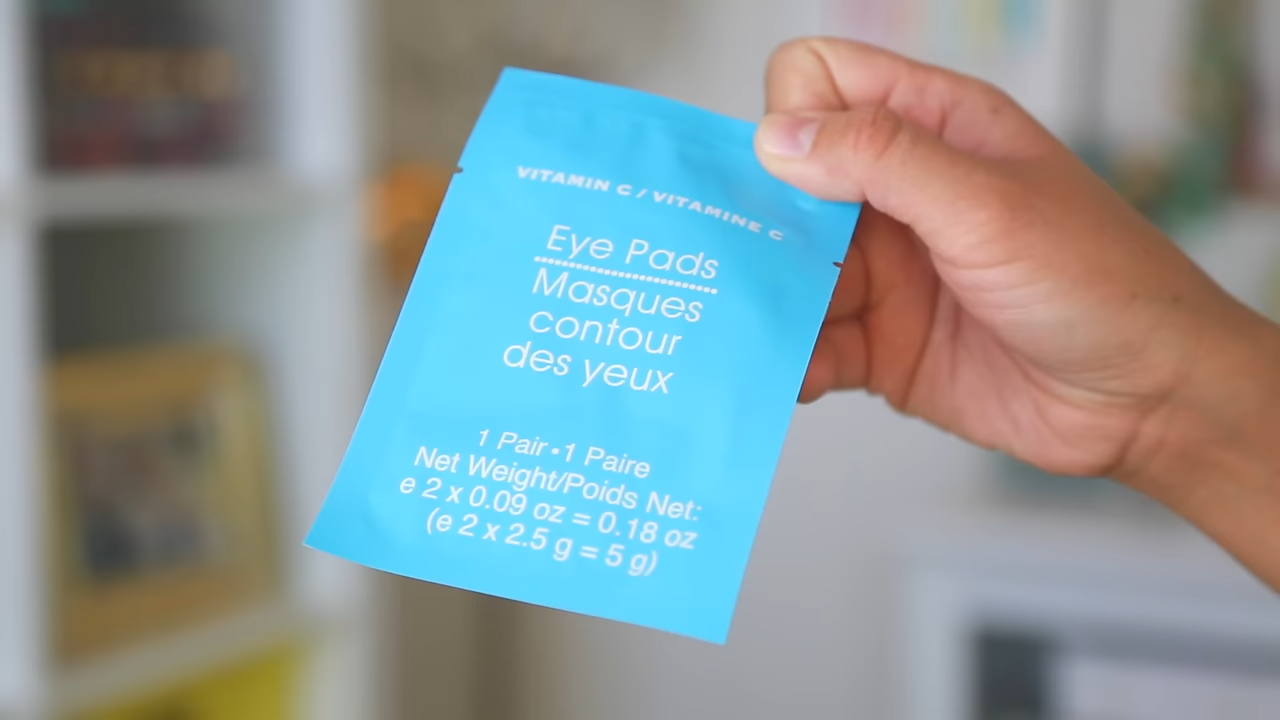 VITAMIN C / VITAMINE C
Eye Pads
Masques
contour
des yeux
1 Pair • 1 Paire
Net Weight/Poids Net:
e 2 x 0.09 oz = 0.18 oz
(e 2 x 2.5 g = 5 g)